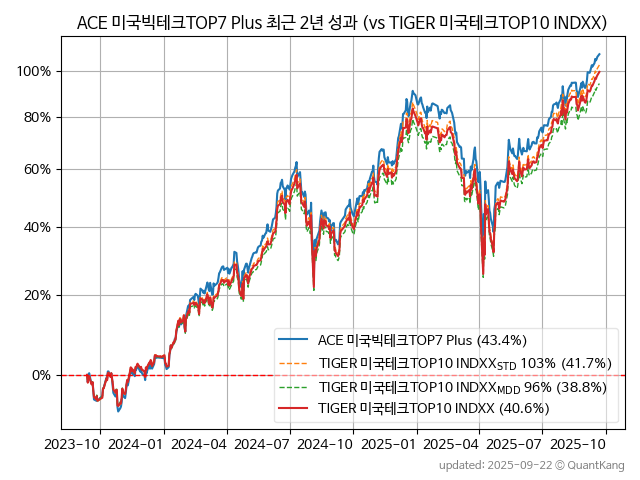 ACE 미국빅테크TOP7 Plus 최근 2년 성과 (vs TIGER 미국테크TOP10 INDXX)
100%
80%
60%
40%
20%
0%
ACE 미국빅테크TOP7 Plus (43.4%)
TIGER 미국테크TOP10 INDXX_STD 103% (41.7%)
TIGER 미국테크TOP10 INDXX_MDD 96% (38.8%)
TIGER 미국테크TOP10 INDXX (40.6%)
2023-10 2024-01 2024-04 2024-07 2024-10 2025-01 2025-04 2025-07 2025-10
updated: 2025-09-22 © QuantKang